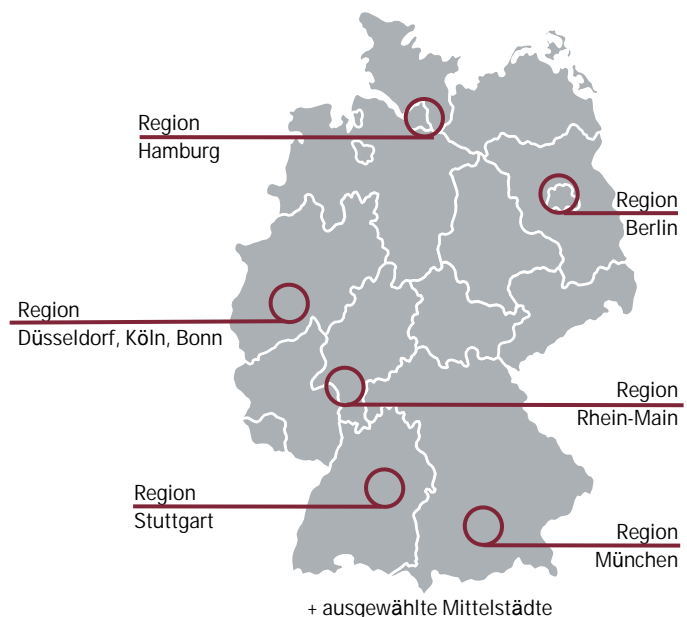 Region
Hamburg
Region
Berlin
Region
Düsseldorf, Köln, Bonn
Region
Rhein-Main
Region
Stuttgart
Region
München
+ ausgewählte Mittelstädte